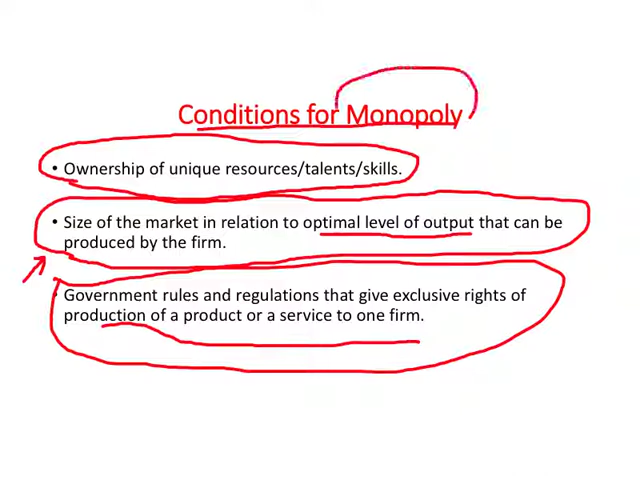 Conditions for Monopoly
• Ownership of unique resources/talents/skills.
• Size of the market in relation to optimal level of output that can be
produced by the firm.
• Government rules and regulations that give exclusive rights of
production of a product or a service to one firm.